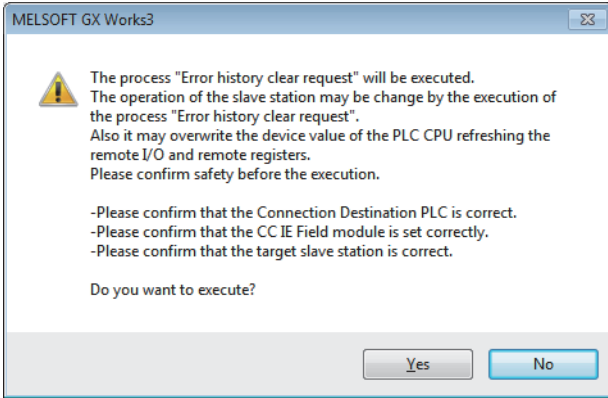 MELSOFT GX Works3
The process "Error history clear request" will be executed.
The operation of the slave station may be change by the execution of
the process "Error history clear request".
Also it may overwrite the device value of the PLC CPU refreshing the
remote I/O and remote registers.
Please confirm safety before the execution.
-Please confirm that the Connection Destination PLC is correct.
-Please confirm that the CC IE Field module is set correctly.
-Please confirm that the target slave station is correct.
Do you want to execute?
Yes
No